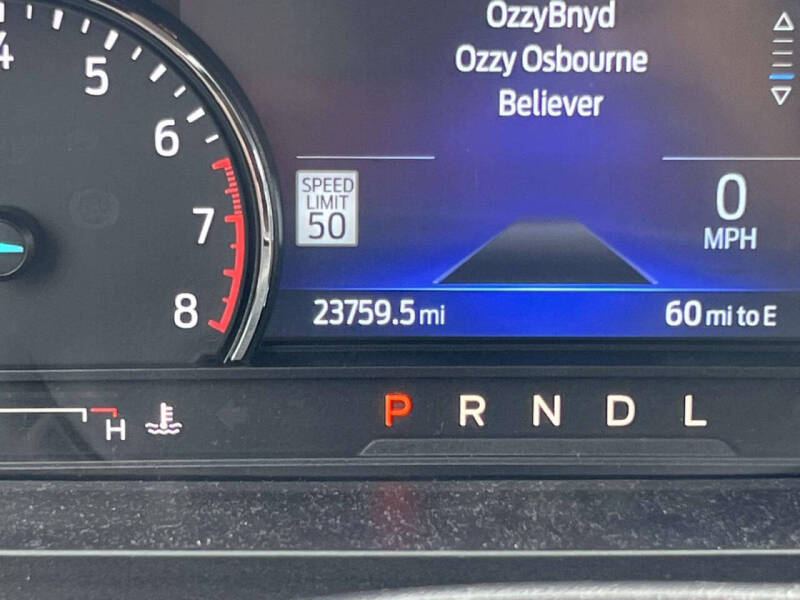 OzzyBnyd
Ozzy Osbourne
Believer
4
5
6
7
8
SPEED
LIMIT
50
0
MPH
23759.5 mi
60 mi to E
H
P R N D L